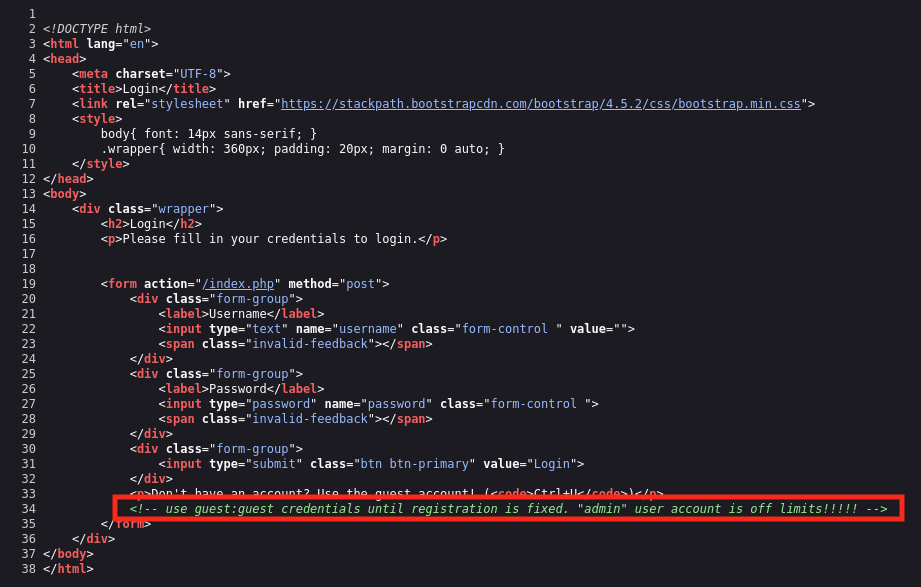 1
2 <!DOCTYPE html>
3 <html lang="en">
4 <head>
5     <meta charset="UTF-8">
6     <title>Login</title>
7     <link rel="stylesheet" href="https://stackpath.bootstrapcdn.com/bootstrap/4.5.2/css/bootstrap.min.css">
8     <style>
9         body{ font: 14px sans-serif; }
10         .wrapper{ width: 360px; padding: 20px; margin: 0 auto; }
11     </style>
12 </head>
13 <body>
14     <div class="wrapper">
15         <h2>Login</h2>
16         <p>Please fill in your credentials to login.</p>
17
18
19         <form action="/index.php" method="post">
20             <div class="form-group">
21                 <label>Username</label>
22                 <input type="text" name="username" class="form-control " value="">
23                 <span class="invalid-feedback"></span>
24             </div>
25             <div class="form-group">
26                 <label>Password</label>
27                 <input type="password" name="password" class="form-control ">
28                 <span class="invalid-feedback"></span>
29             </div>
30             <div class="form-group">
31                 <input type="submit" class="btn btn-primary" value="Login">
32             </div>
33             <p>Don't have an account? Use the guest account! (<code>Ctrl+U</code>)</p>
34             <!-- use guest:guest credentials until registration is fixed. "admin" user account is off limits!!!!! -->
35         </form>
36     </div>
37 </body>
38 </html>